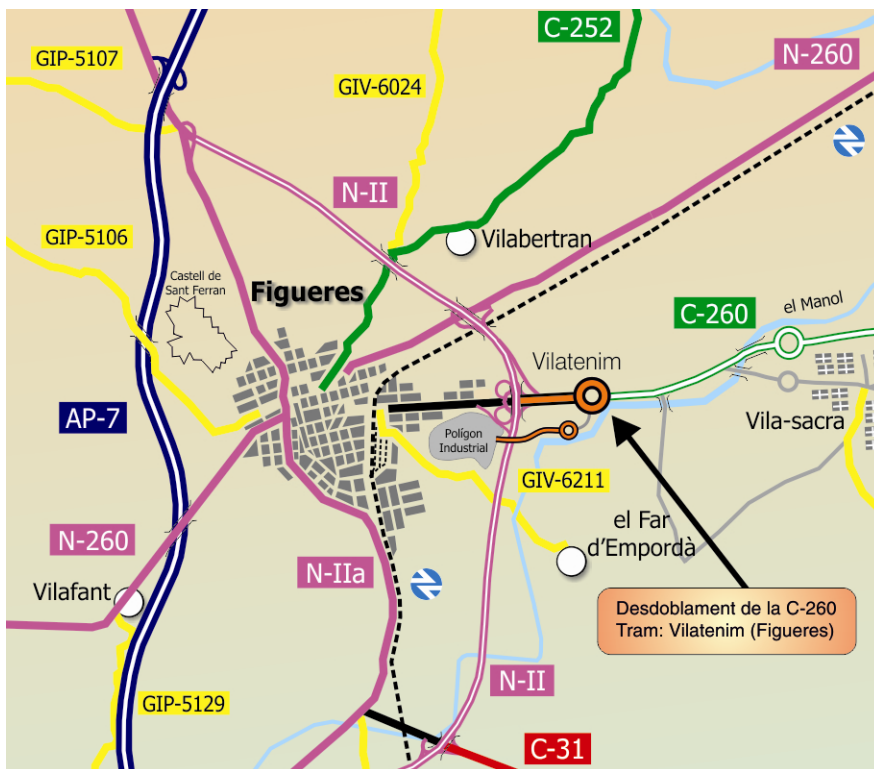 C-252
GIP-5107
N-260
GIV-6024
N-II
GIP-5106
Vilabertran
Castell de
Sant Ferran
Figueres
el Manol
C-260
Vilatenim
AP-7
Vila-sacra
Polígon
Industrial
GIV-6211
el Far
d'Empordà
N-260
N-IIa
Vilafant
Desdoblament de la C-260
Tram: Vilatenim (Figueres)
N-II
GIP-5129
C-31